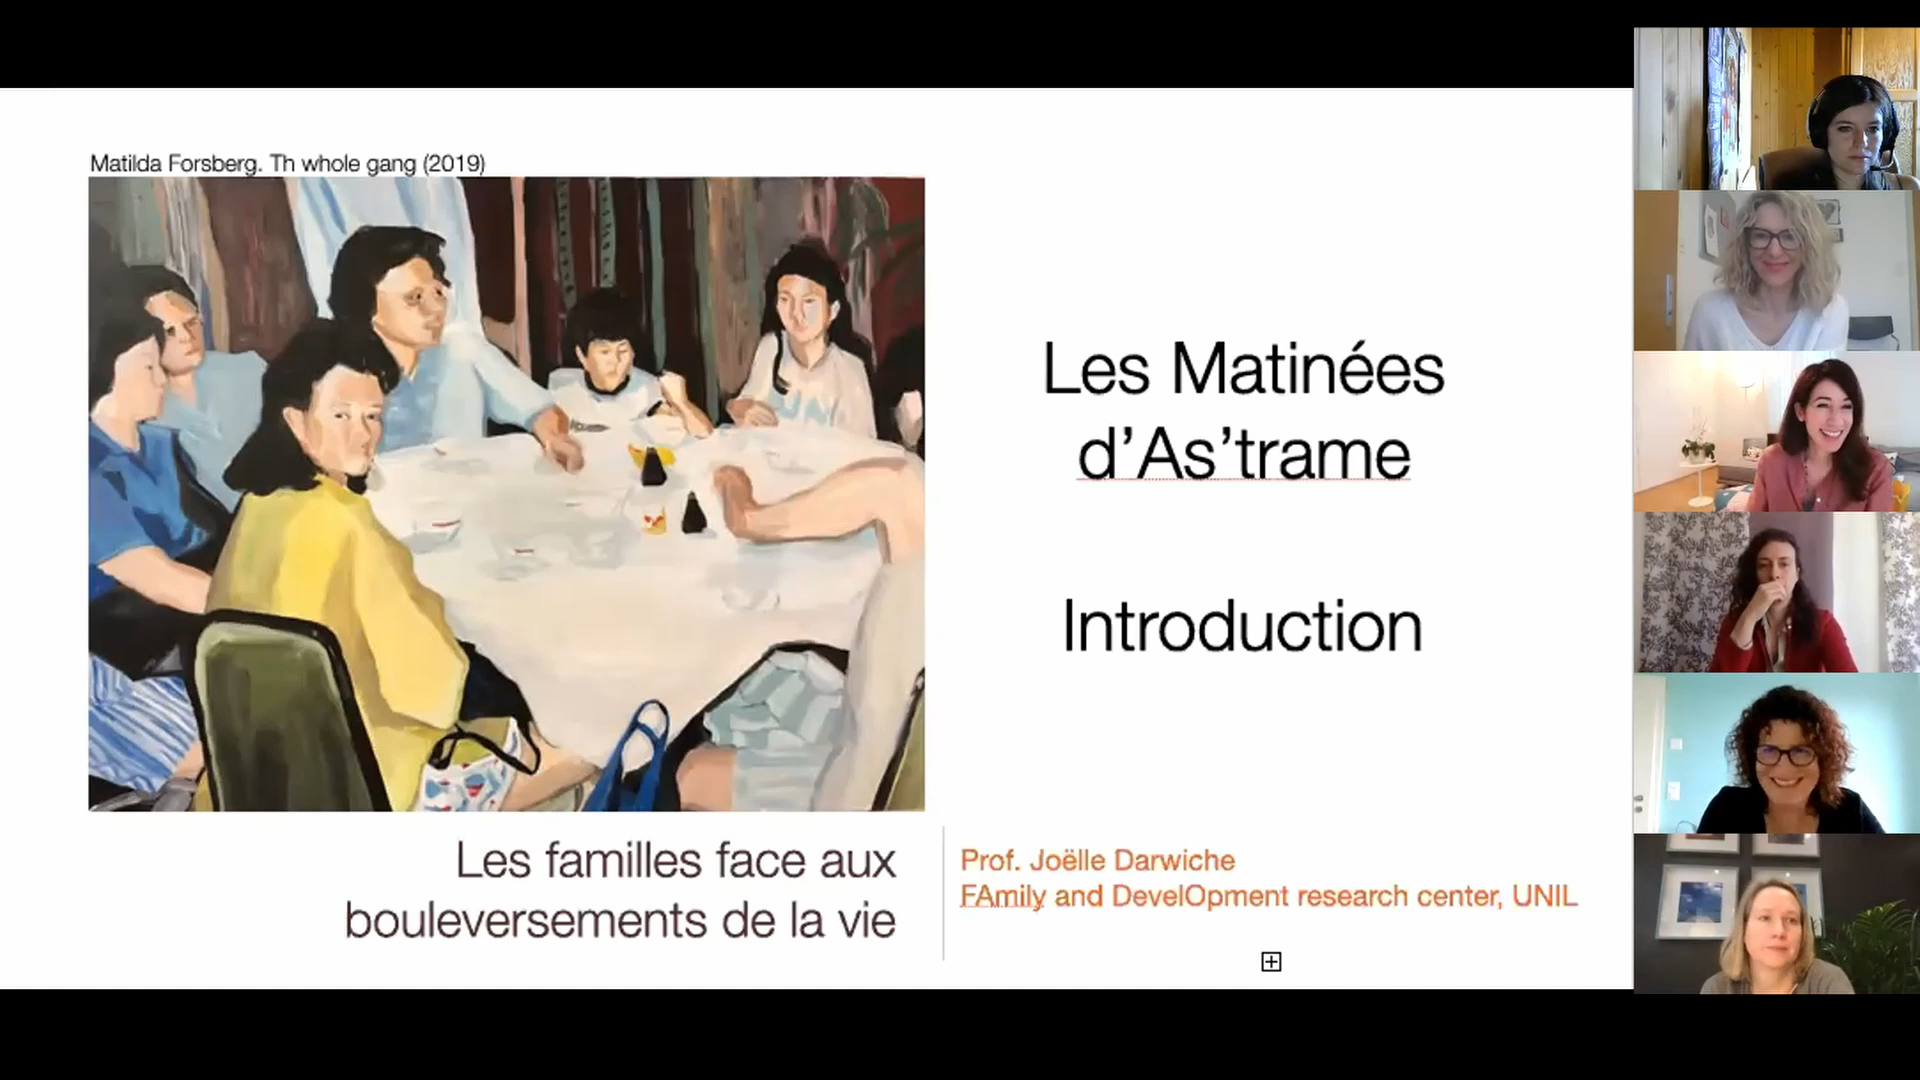 Matilda Forsberg. Th whole gang (2019)
Les Matinées
d’As’trame
Introduction
Les familles face aux
bouleversements de la vie
Prof. Joëlle Darwiche
FAmily and DevelOpment research center, UNIL